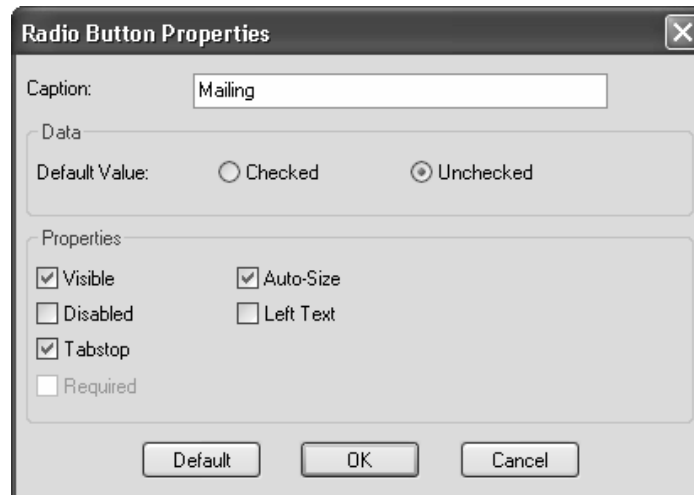 Radio Button Properties
Caption: Mailing
Data
Default Value: Checked Unchecked
Properties
Visible Auto-Size
Disabled Left Text
Tabstop
Required
Default OK Cancel